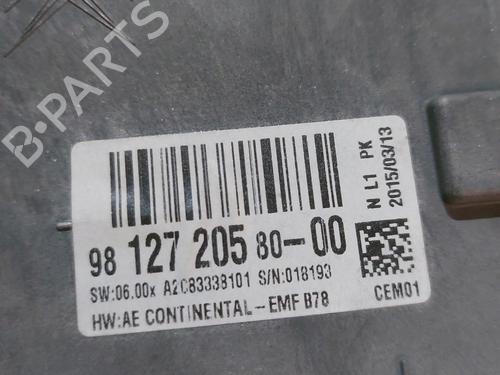 B-PARTS
98 127 205 80-00
SW:06.00x A2C83338101 S/N:018193
HW:AE CONTINENTAL-EMF B78
N L1 PK
2015/03/13
CEM01